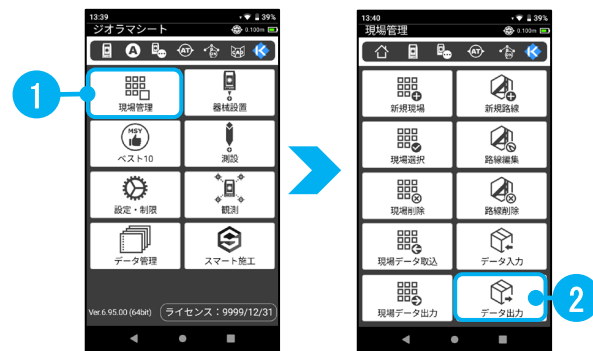 13:39
39%
ジオラマシート
0.100m
A
AT
EN
1
現場管理
器械設置
MSY
ベスト10
測設
設定・制限
観測
データ管理
スマート施工
Ver.6.95.00 (64bit)
ライセンス：9999/12/31
13:40
39%
現場管理
0.100m
AT
EN
新規現場
新規路線
現場選択
路線編集
現場削除
路線削除
現場データ取込
データ入力
現場データ出力
データ出力
2